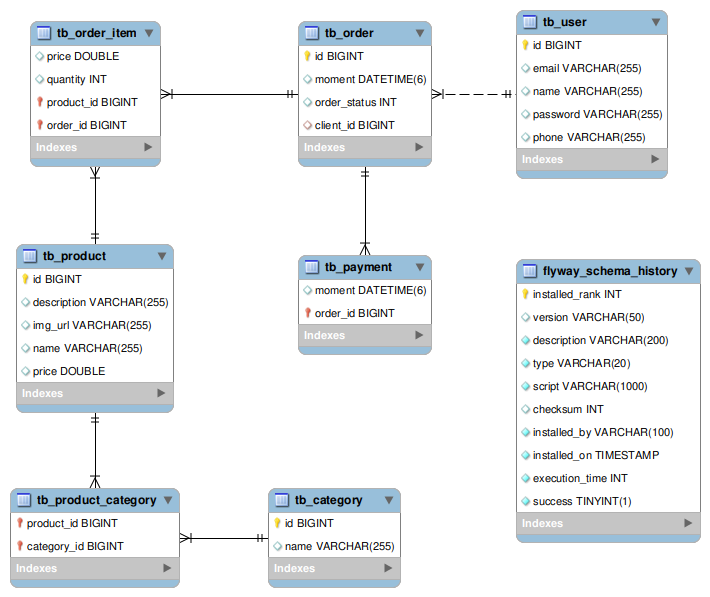 tb_order_item
price DOUBLE
quantity INT
product_id BIGINT
order_id BIGINT
Indexes
tb_order
id BIGINT
moment DATETIME(6)
order_status INT
client_id BIGINT
Indexes
tb_user
id BIGINT
email VARCHAR(255)
name VARCHAR(255)
password VARCHAR(255)
phone VARCHAR(255)
Indexes
tb_product
id BIGINT
description VARCHAR(255)
img_url VARCHAR(255)
name VARCHAR(255)
price DOUBLE
Indexes
tb_payment
moment DATETIME(6)
order_id BIGINT
Indexes
flyway_schema_history
installed_rank INT
version VARCHAR(50)
description VARCHAR(200)
type VARCHAR(20)
script VARCHAR(1000)
checksum INT
installed_by VARCHAR(100)
installed_on TIMESTAMP
execution_time INT
success TINYINT(1)
Indexes
tb_product_category
product_id BIGINT
category_id BIGINT
Indexes
tb_category
id BIGINT
name VARCHAR(255)
Indexes